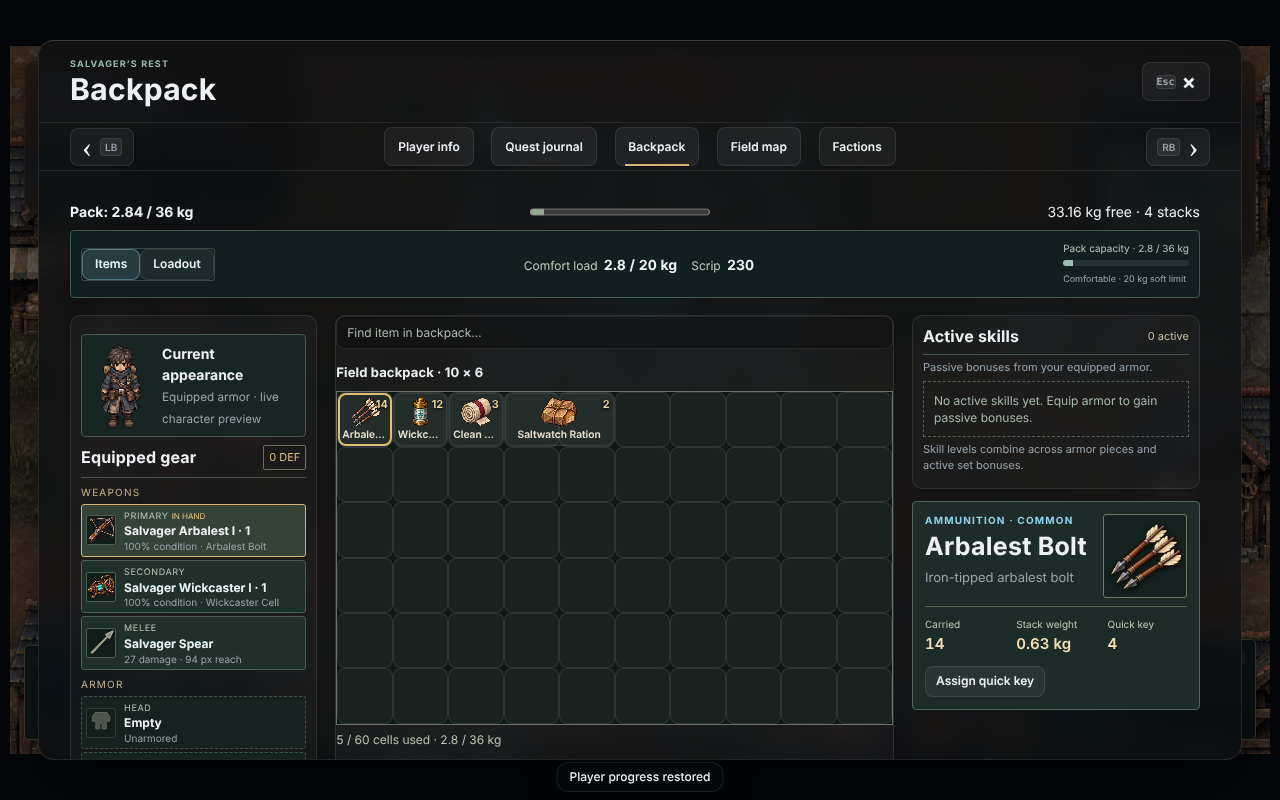 SALVAGER'S REST
Backpack
Esc ×
‹ LB
Player info
Quest journal
Backpack
Field map
Factions
RB ›
Pack: 2.84 / 36 kg
33.16 kg free · 4 stacks
Items
Loadout
Comfort load 2.8 / 20 kg Scrip 230
Pack capacity · 2.8 / 36 kg
Comfortable · 20 kg soft limit
Current
appearance
Equipped armor · live
character preview
Equipped gear
0 DEF
WEAPONS
PRIMARY IN HAND
Salvager Arbalest I · 1
100% condition · Arbalest Bolt
SECONDARY
Salvager Wickcaster I · 1
100% condition · Wickcaster Cell
MELEE
Salvager Spear
27 damage · 94 px reach
ARMOR
HEAD
Empty
Unarmored
Find item in backpack...
Field backpack · 10 × 6
14
Arbale...
12
Wickc...
3
Clean ...
2
Saltwatch Ration
5 / 60 cells used · 2.8 / 36 kg
Active skills
0 active
Passive bonuses from your equipped armor.
No active skills yet. Equip armor to gain
passive bonuses.
Skill levels combine across armor pieces and
active set bonuses.
AMMUNITION · COMMON
Arbalest Bolt
Iron-tipped arbalest bolt
Carried
14
Stack weight
0.63 kg
Quick key
4
Assign quick key
Player progress restored